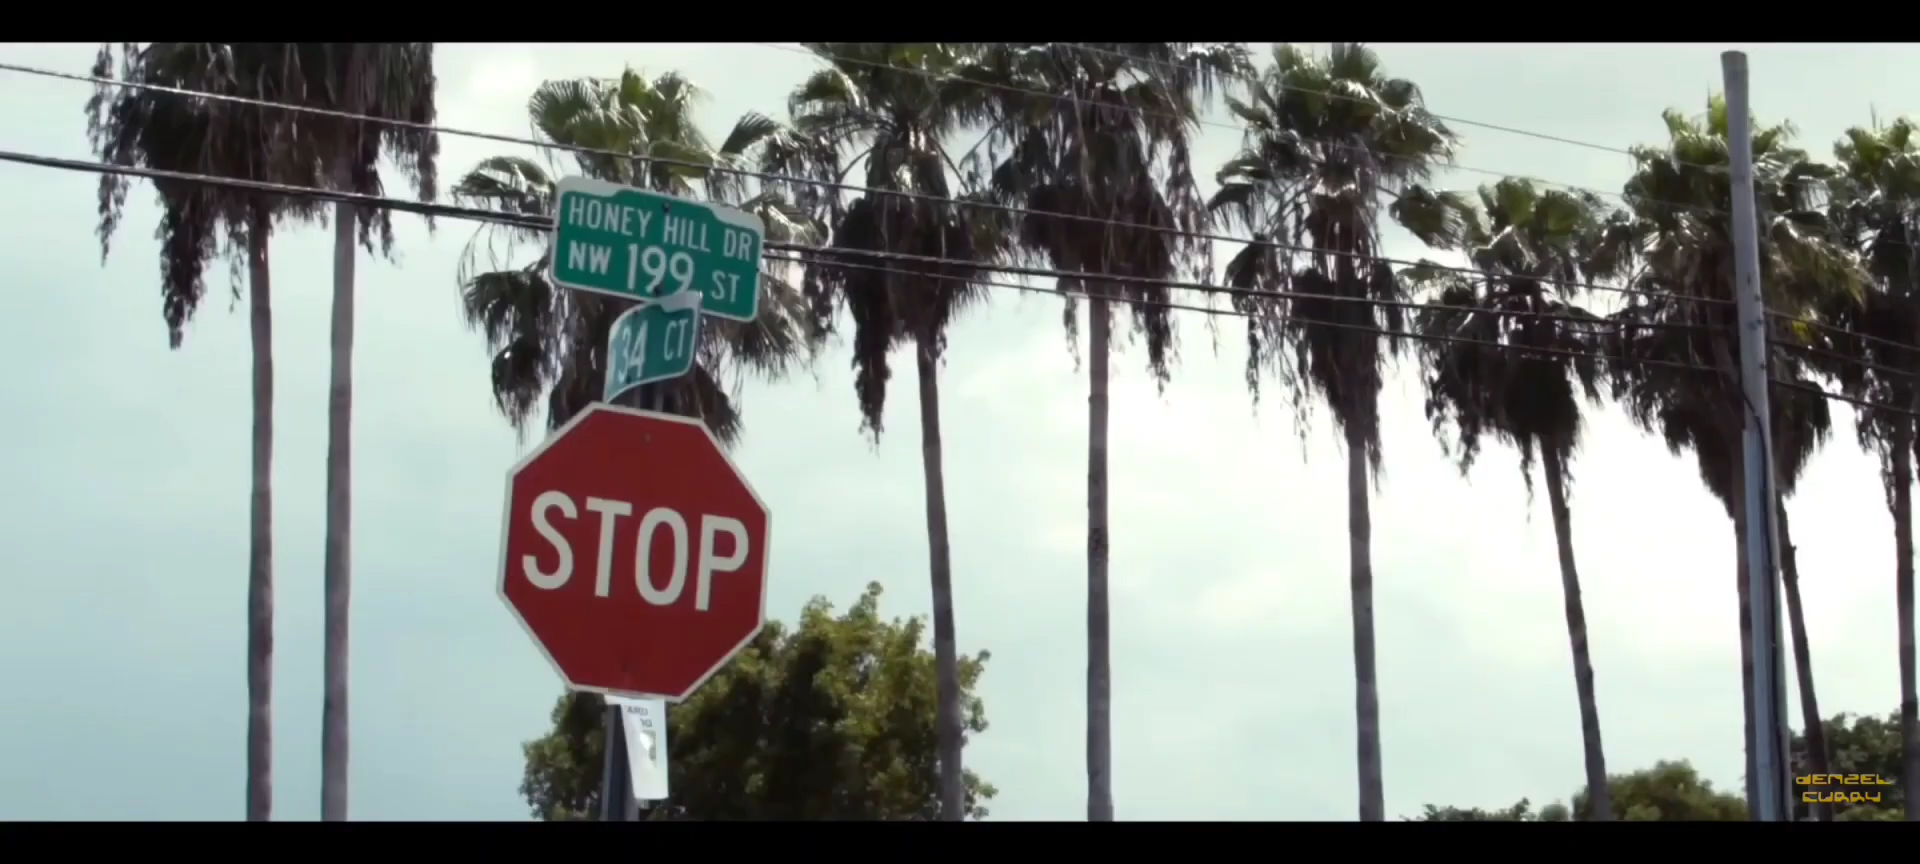 HONEY HILL DR
NW 199 ST
34 CT
STOP
DENZEL
CURRY